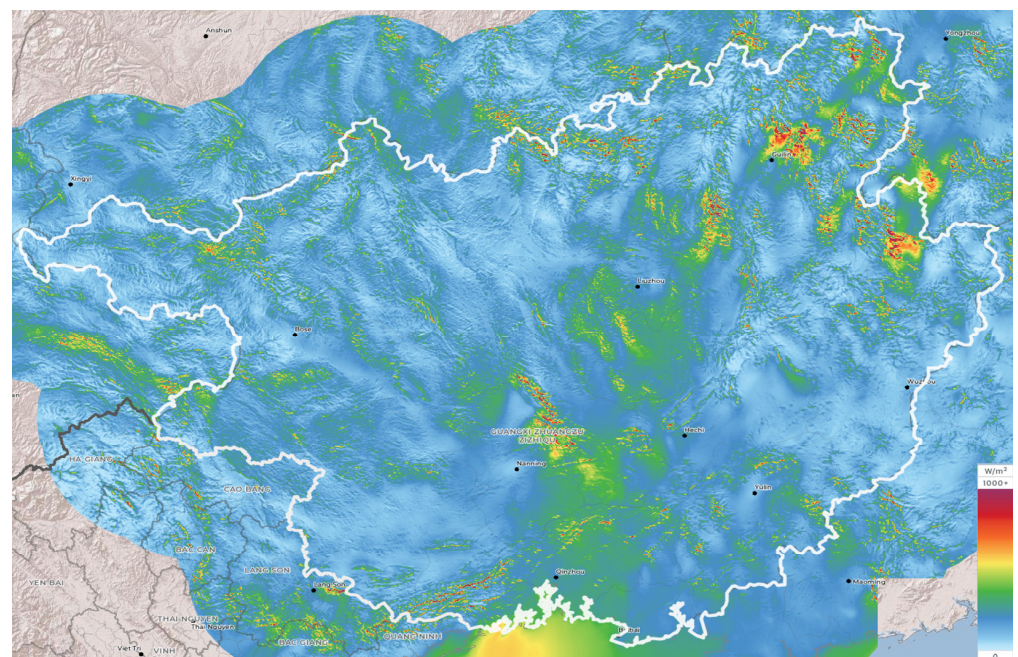 Anshun
Yongzhou
Guilin
Xingyi
Liuzhou
Bose
Wuzhou
GUANGXI ZHUANGZU
ZIZHIQU
Hechi
HA GIANG
Nanning
W/m²
1000+
CAO BANG
Yulin
BAC CAN
LANG SON
Qinzhou
YEN BAI
Lang Son
Maoming
THAI NGUYEN
Thai Nguyen
QUANG NINH
BAC GIANG
Viet Tri
VINH
0